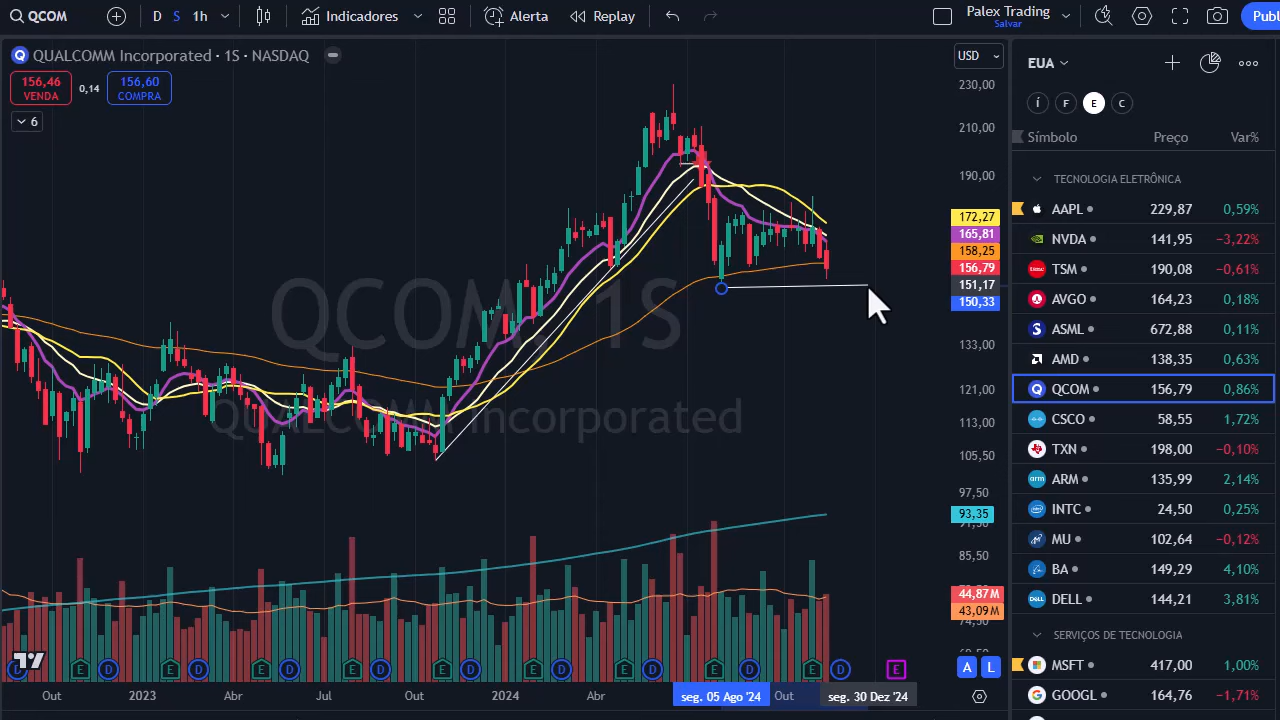 QCOM D S 1h Indicadores Alerta Replay Palex Trading Publ
Salvar
QUALCOMM Incorporated · 1S · NASDAQ USD
156,46 0,14 156,60
VENDA COMPRA
6
QCOM, 1S
QUALCOMM Incorporated
230,00
210,00
190,00
172,27
165,81
158,25
156,79
151,17
150,33
133,00
121,00
113,00
105,50
97,50
93,35
85,50
44,87 M
43,09 M
74,50
E D E D E D E D E D E D E D E D E D E
A L
Out 2023 Abr Jul Out 2024 Abr seg. 05 Ago '24 Out seg. 30 Dez '24
EUA
Í F E C
Símbolo Preço Var%
TECNOLOGIA ELETRÔNICA
AAPL 229,87 0,59%
NVDA 141,95 −3,22%
TSM 190,08 −0,61%
AVGO 164,23 0,18%
ASML 672,88 0,11%
AMD 138,35 0,63%
QCOM 156,79 0,86%
CSCO 58,55 1,72%
TXN 198,00 −0,10%
ARM 135,99 2,14%
INTC 24,50 0,25%
MU 102,64 −0,12%
BA 149,29 4,10%
DELL 144,21 3,81%
SERVIÇOS DE TECNOLOGIA
MSFT 417,00 1,00%
GOOGL 164,76 −1,71%